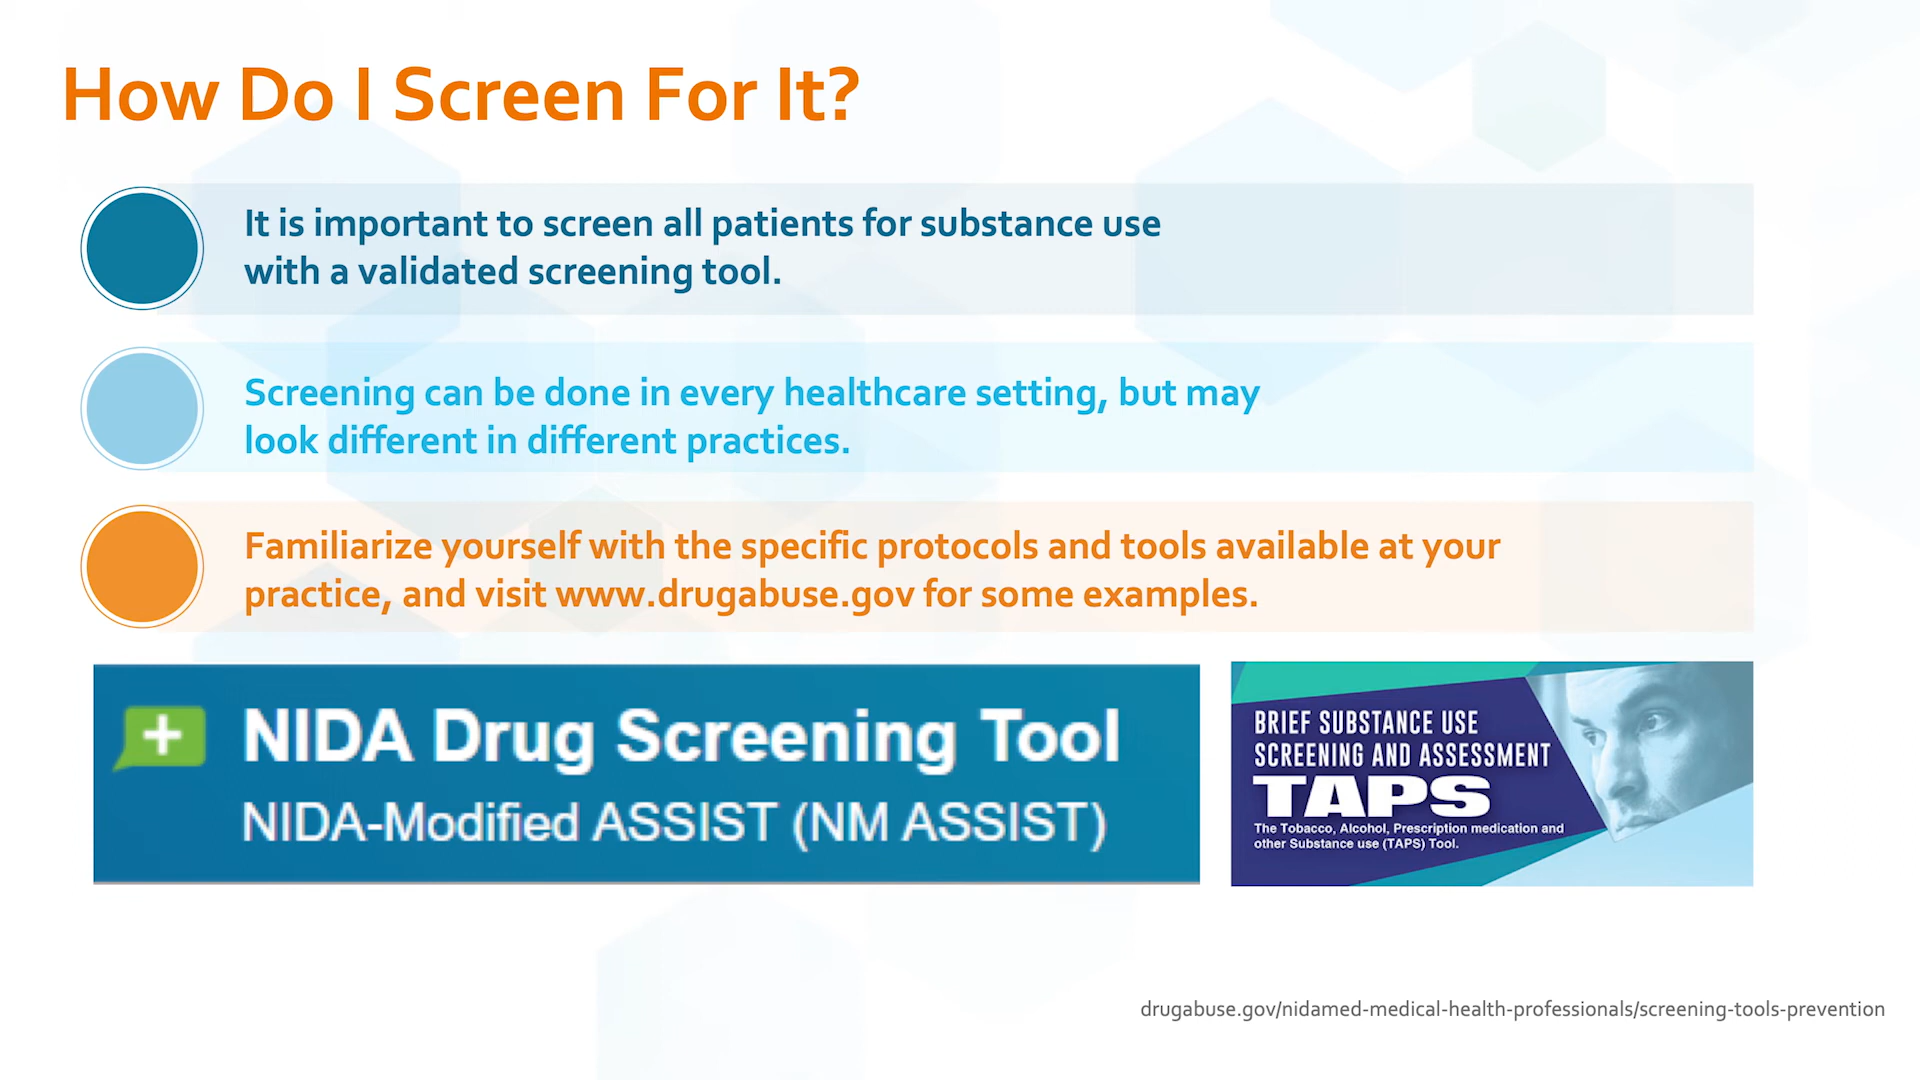 How Do I Screen For It?
It is important to screen all patients for substance use
with a validated screening tool.
Screening can be done in every healthcare setting, but may
look different in different practices.
Familiarize yourself with the specific protocols and tools available at your
practice, and visit www.drugabuse.gov for some examples.
NIDA Drug Screening Tool
NIDA-Modified ASSIST (NM ASSIST)
BRIEF SUBSTANCE USE
SCREENING AND ASSESSMENT
TAPS
The Tobacco, Alcohol, Prescription medication and
other Substance use (TAPS) Tool.
drugabuse.gov/nidamed-medical-health-professionals/screening-tools-prevention